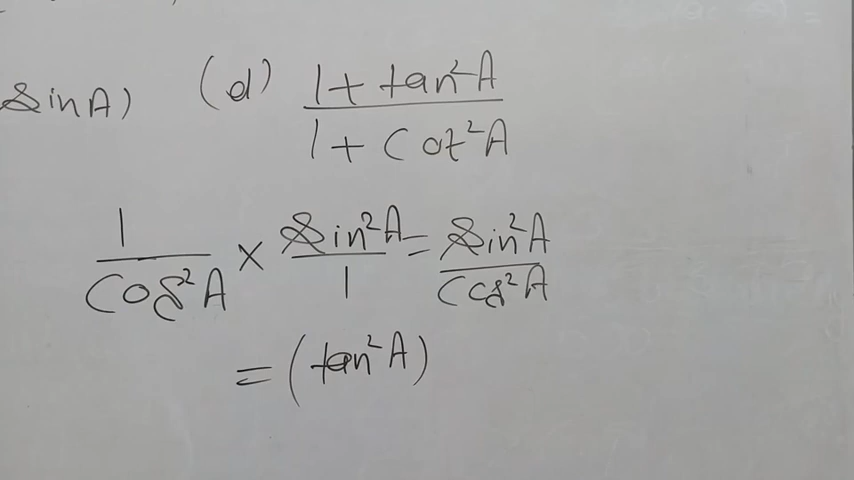 sinA) (d) 1 + tan²A / 1 + cot²A
1 / cos²A × sin²A / 1 = sin²A / cos²A
= (tan²A)